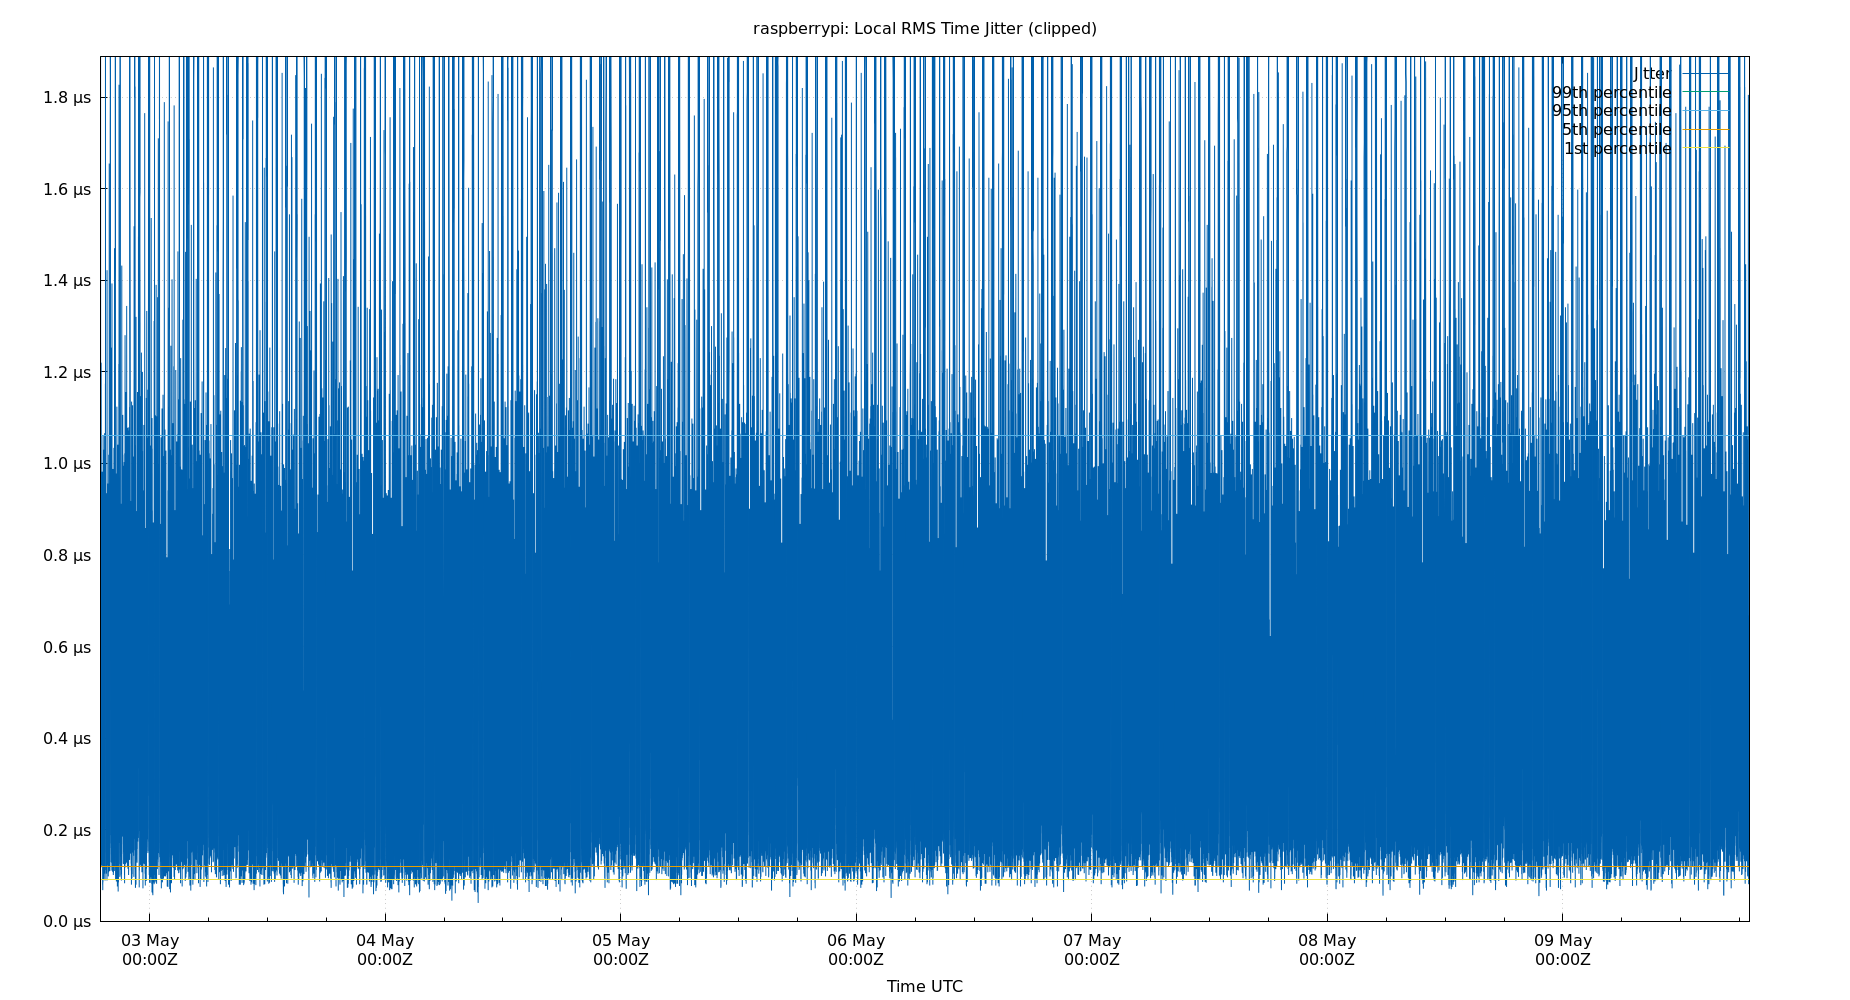 raspberrypi: Local RMS Time Jitter (clipped)
Jitter
99th percentile
95th percentile
5th percentile
1st percentile
1.8 μs
1.6 μs
1.4 μs
1.2 μs
1.0 μs
0.8 μs
0.6 μs
0.4 μs
0.2 μs
0.0 μs
03 May 04 May 05 May 06 May 07 May 08 May 09 May
00:00Z 00:00Z 00:00Z 00:00Z 00:00Z 00:00Z 00:00Z
Time UTC